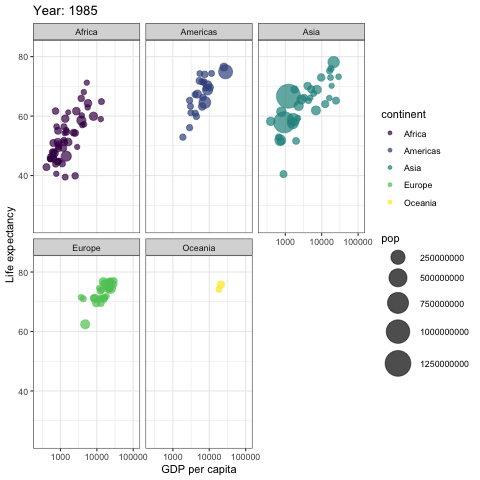 Year: 1985
Africa
Americas
Asia
80
60
40
1000
10000
100000
Europe
Oceania
80
60
40
1000
10000
100000
1000
10000
100000
Life expectancy
GDP per capita
continent
Africa
Americas
Asia
Europe
Oceania
pop
250000000
500000000
750000000
1000000000
1250000000